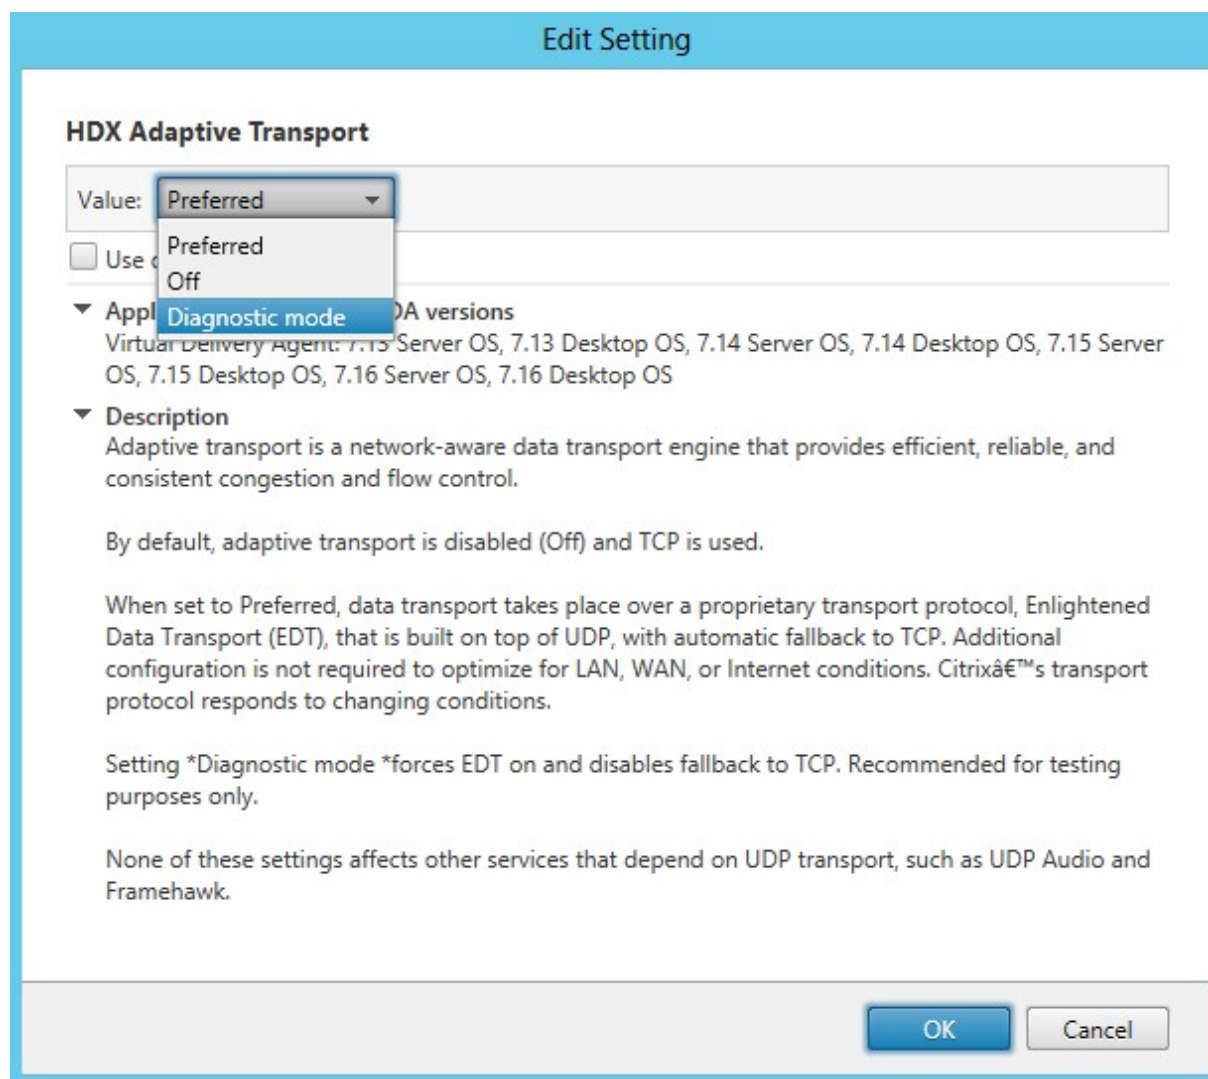 Edit Setting
HDX Adaptive Transport
Value: Preferred
Preferred
Use
Off
Appl DA versions
Diagnostic mode
Virtual Delivery Agent: 7.13 Server OS, 7.13 Desktop OS, 7.14 Server OS, 7.14 Desktop OS, 7.15 Server
OS, 7.15 Desktop OS, 7.16 Server OS, 7.16 Desktop OS
Description
Adaptive transport is a network-aware data transport engine that provides efficient, reliable, and
consistent congestion and flow control.
By default, adaptive transport is disabled (Off) and TCP is used.
When set to Preferred, data transport takes place over a proprietary transport protocol, Enlightened
Data Transport (EDT), that is built on top of UDP, with automatic fallback to TCP. Additional
configuration is not required to optimize for LAN, WAN, or Internet conditions. Citrixâ€™s transport
protocol responds to changing conditions.
Setting *Diagnostic mode *forces EDT on and disables fallback to TCP. Recommended for testing
purposes only.
None of these settings affects other services that depend on UDP transport, such as UDP Audio and
Framehawk.
OK
Cancel